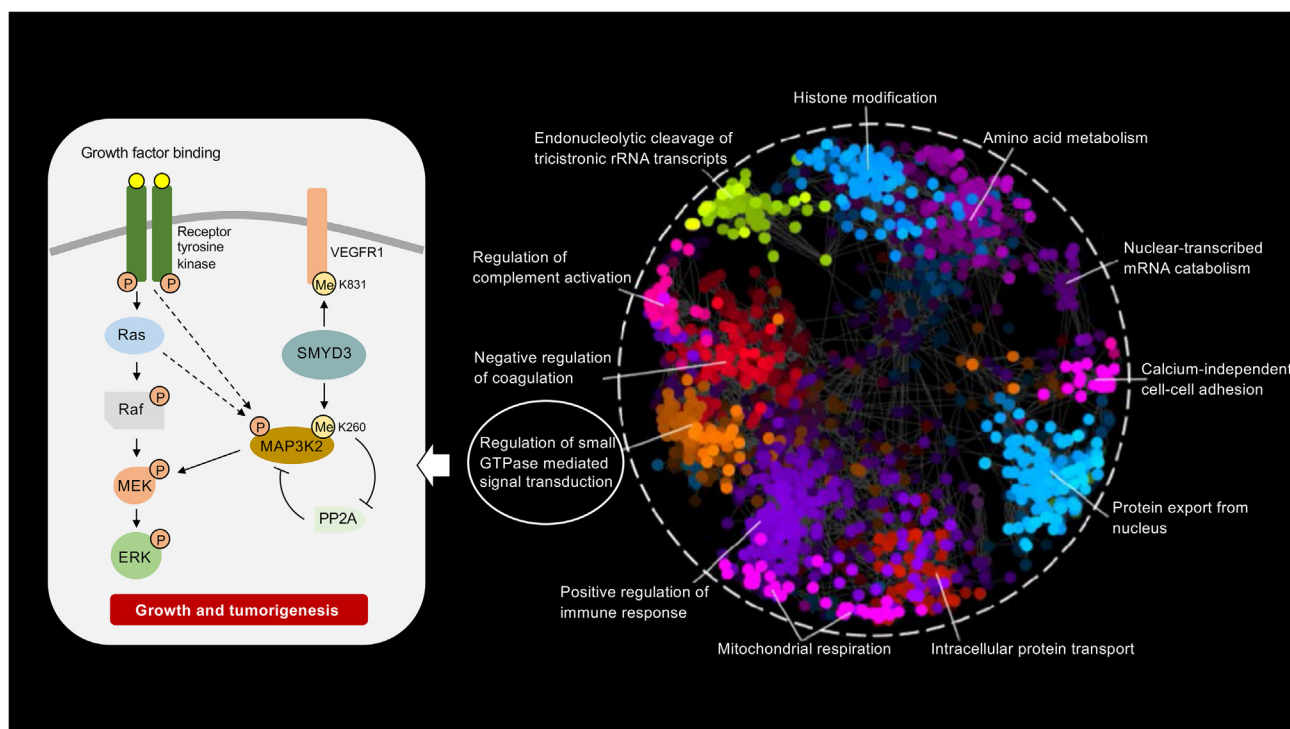 Growth factor binding
Receptor
tyrosine
kinase
VEGFR1
P
P
Me K831
Ras
SMYD3
Raf
P
P
Me K260
MAP3K2
MEK
P
PP2A
ERK
P
Growth and tumorigenesis
Histone modification
Endonucleolytic cleavage of
tricistronic rRNA transcripts
Amino acid metabolism
Regulation of
complement activation
Nuclear-transcribed
mRNA catabolism
Negative regulation
of coagulation
Calcium-independent
cell-cell adhesion
Regulation of small
GTPase mediated
signal transduction
Protein export from
nucleus
Positive regulation of
immune response
Mitochondrial respiration
Intracellular protein transport